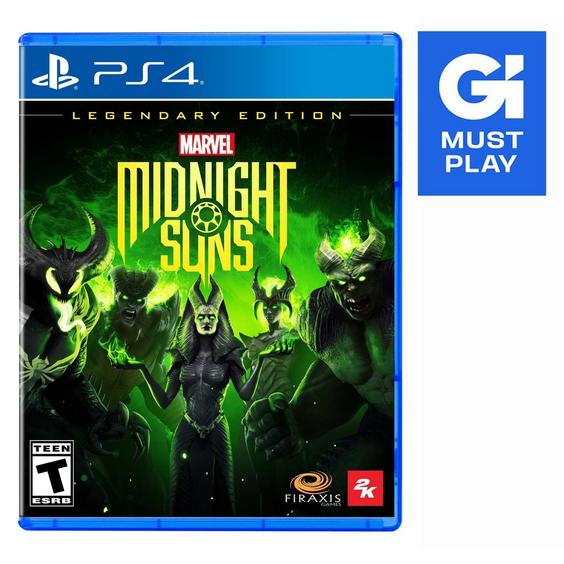 PS4
LEGENDARY EDITION
MARVEL
MIDNIGHT
SUNS
TEEN
T
ESRB
FIRAXIS
GAMES
2K
GI
MUST
PLAY